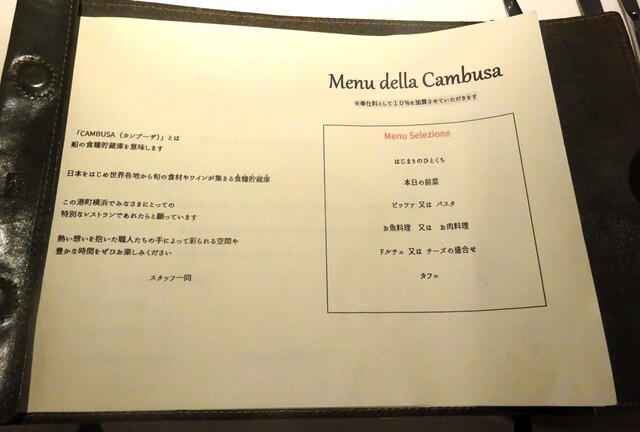 「CAMBUSA（カンブーザ）」とは
船の食糧貯蔵庫を意味します
日本をはじめ世界各地から旬の食材やワインが集まる食糧貯蔵庫
この港町横浜でみなさまにとっての
特別なレストランであれたらと願っています
熱い想いを抱いた職人たちの手によって彩られる空間や
豊かな時間をぜひお楽しみください
スタッフ一同
Menu della Cambusa
※奉仕料として１０％を加算させていただきます
Menu Selezione
はじまりのひとくち
本日の前菜
ピッツァ 又は パスタ
お魚料理 又は お肉料理
ドルチェ 又は チーズの盛合せ
カフェ